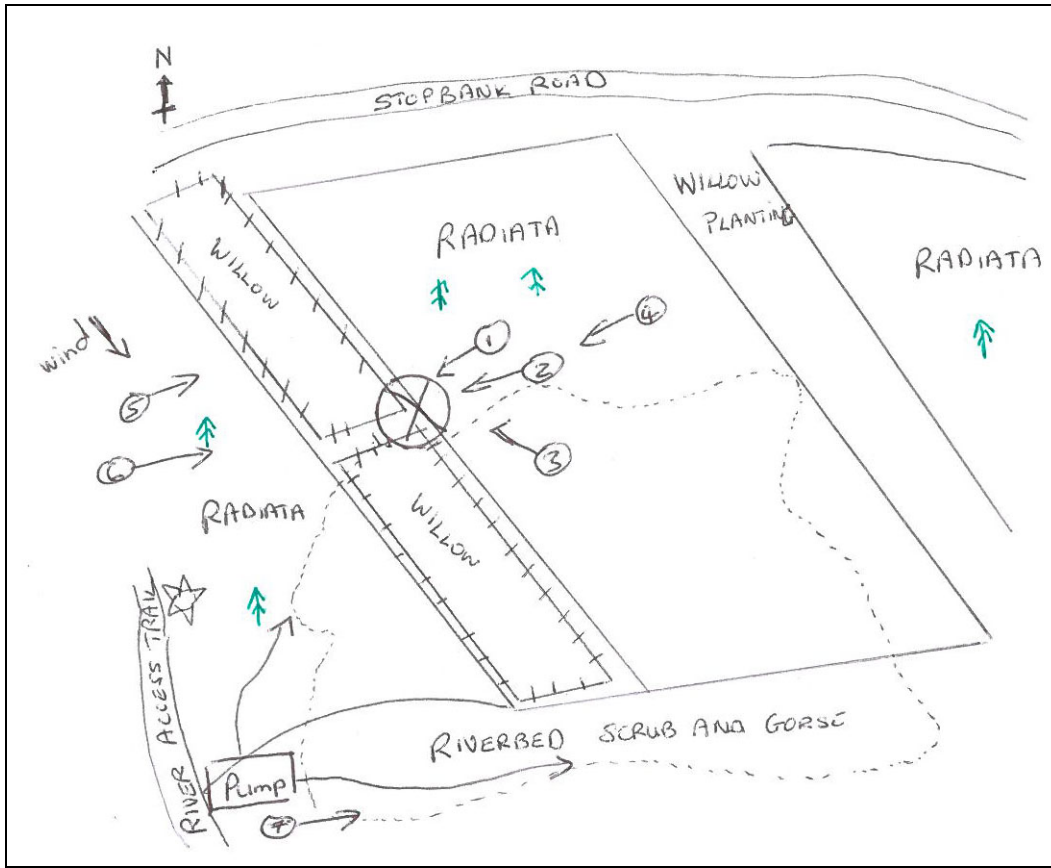 N
STOPBANK ROAD
WILLOW
PLANTING
RADIATA
RADIATA
WILLOW
wind
1
4
2
5
3
6
WILLOW
RADIATA
RIVER ACCESS TRAK
RIVERBED SCRUB AND GORSE
Pump
7